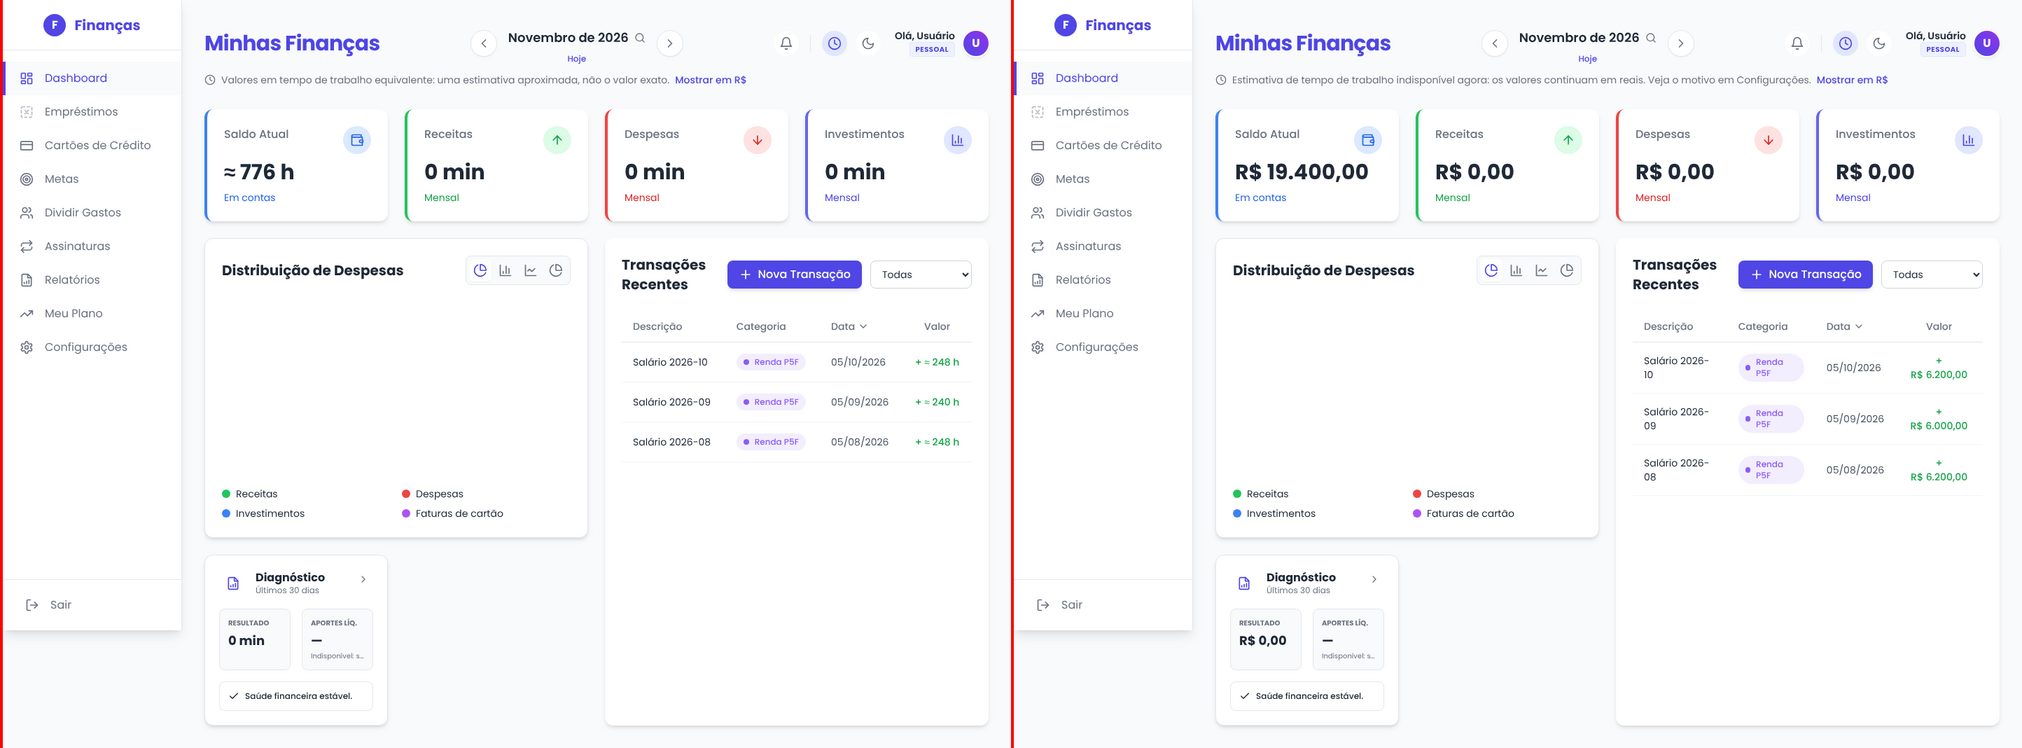 F Finanças
Dashboard
Empréstimos
Cartões de Crédito
Metas
Dividir Gastos
Assinaturas
Relatórios
Meu Plano
Configurações
Sair
Minhas Finanças
Novembro de 2026
Hoje
Olá, Usuário
PESSOAL
U
Valores em tempo de trabalho equivalente: uma estimativa aproximada, não o valor exato. Mostrar em R$
Saldo Atual
≈ 776 h
Em contas
Receitas
0 min
Mensal
Despesas
0 min
Mensal
Investimentos
0 min
Mensal
Distribuição de Despesas
Receitas
Despesas
Investimentos
Faturas de cartão
Transações
Recentes
+ Nova Transação
Todas
Descrição Categoria Data Valor
Salário 2026-10 Renda P5F 05/10/2026 + ≈ 248 h
Salário 2026-09 Renda P5F 05/09/2026 + ≈ 240 h
Salário 2026-08 Renda P5F 05/08/2026 + ≈ 248 h
Diagnóstico
Últimos 30 dias
RESULTADO
0 min
APORTES LÍQ.
—
Indisponível: s...
Saúde financeira estável.
F Finanças
Dashboard
Empréstimos
Cartões de Crédito
Metas
Dividir Gastos
Assinaturas
Relatórios
Meu Plano
Configurações
Sair
Minhas Finanças
Novembro de 2026
Hoje
Olá, Usuário
PESSOAL
U
Estimativa de tempo de trabalho indisponível agora: os valores continuam em reais. Veja o motivo em Configurações. Mostrar em R$
Saldo Atual
R$ 19.400,00
Em contas
Receitas
R$ 0,00
Mensal
Despesas
R$ 0,00
Mensal
Investimentos
R$ 0,00
Mensal
Distribuição de Despesas
Receitas
Despesas
Investimentos
Faturas de cartão
Transações
Recentes
+ Nova Transação
Todas
Descrição Categoria Data Valor
Salário 2026-
10
Renda
P5F
05/10/2026
+
R$ 6.200,00
Salário 2026-
09
Renda
P5F
05/09/2026
+
R$ 6.000,00
Salário 2026-
08
Renda
P5F
05/08/2026
+
R$ 6.200,00
Diagnóstico
Últimos 30 dias
RESULTADO
R$ 0,00
APORTES LÍQ.
—
Indisponível: s...
Saúde financeira estável.